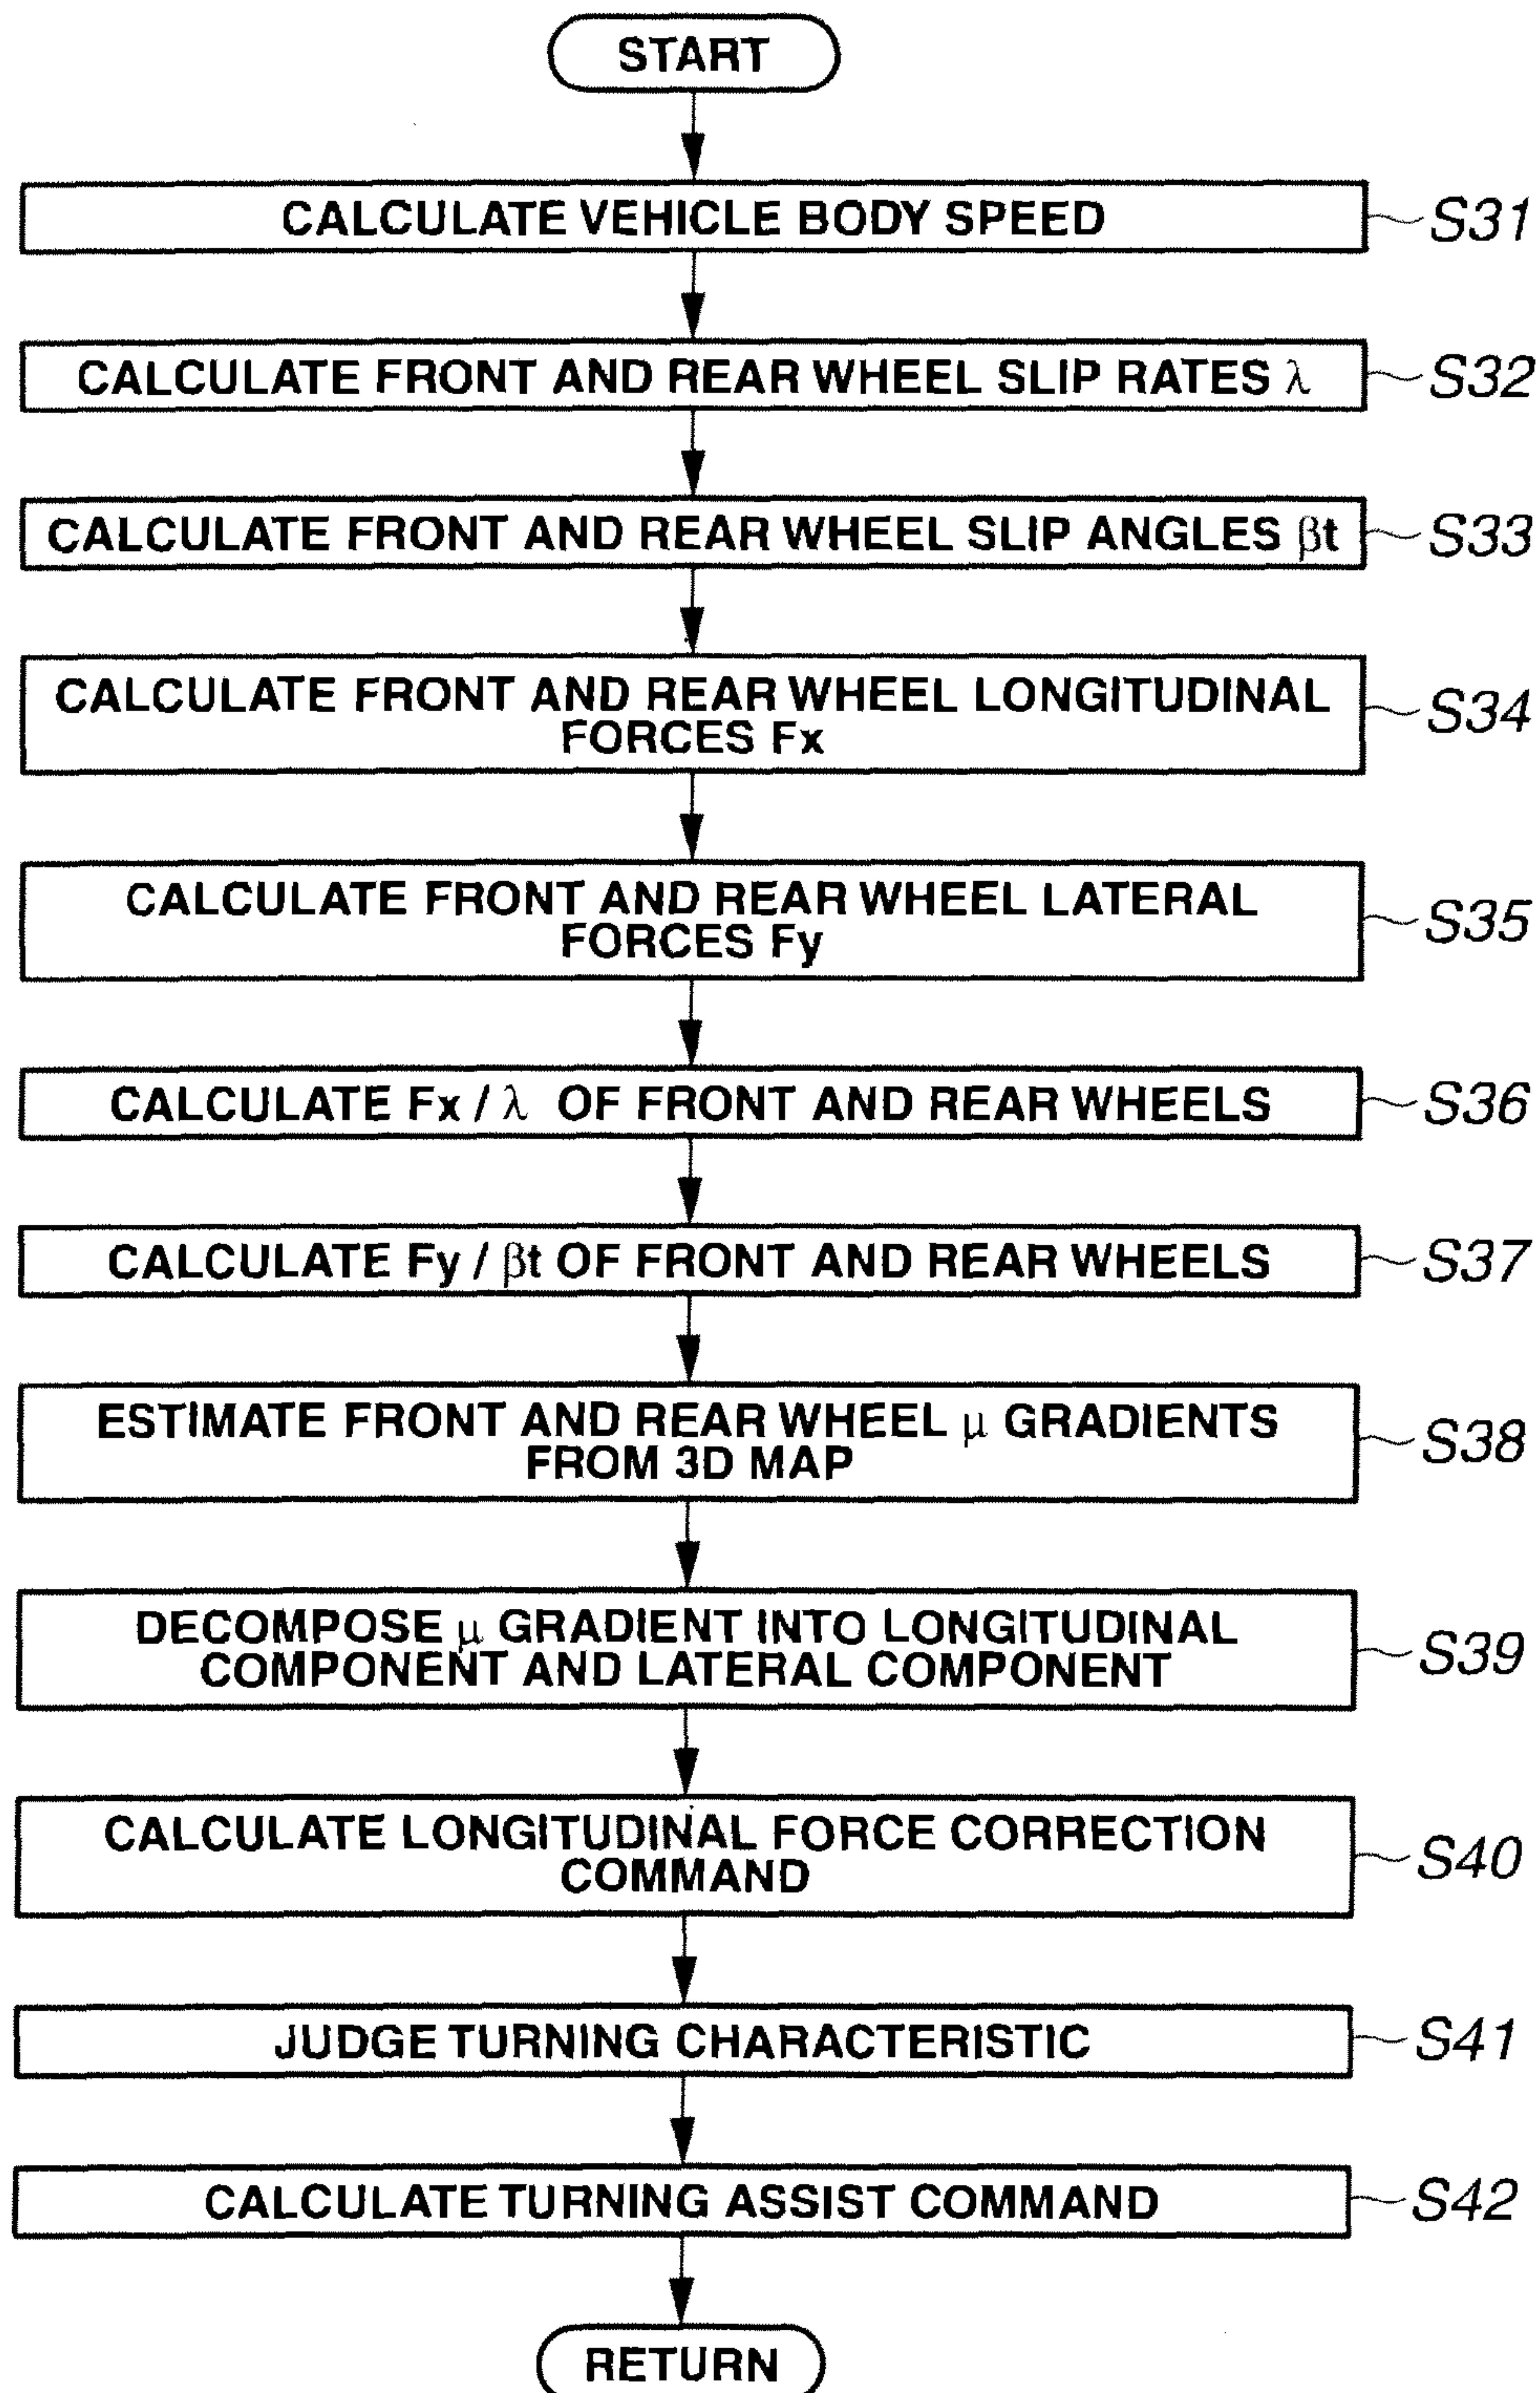 START
CALCULATE VEHICLE BODY SPEED
S31
CALCULATE FRONT AND REAR WHEEL SLIP RATES λ
S32
CALCULATE FRONT AND REAR WHEEL SLIP ANGLES βt
S33
CALCULATE FRONT AND REAR WHEEL LONGITUDINAL
FORCES Fx
S34
CALCULATE FRONT AND REAR WHEEL LATERAL
FORCES Fy
S35
CALCULATE Fx / λ OF FRONT AND REAR WHEELS
S36
CALCULATE Fy / βt OF FRONT AND REAR WHEELS
S37
ESTIMATE FRONT AND REAR WHEEL μ GRADIENTS
FROM 3D MAP
S38
DECOMPOSE μ GRADIENT INTO LONGITUDINAL
COMPONENT AND LATERAL COMPONENT
S39
CALCULATE LONGITUDINAL FORCE CORRECTION
COMMAND
S40
JUDGE TURNING CHARACTERISTIC
S41
CALCULATE TURNING ASSIST COMMAND
S42
RETURN